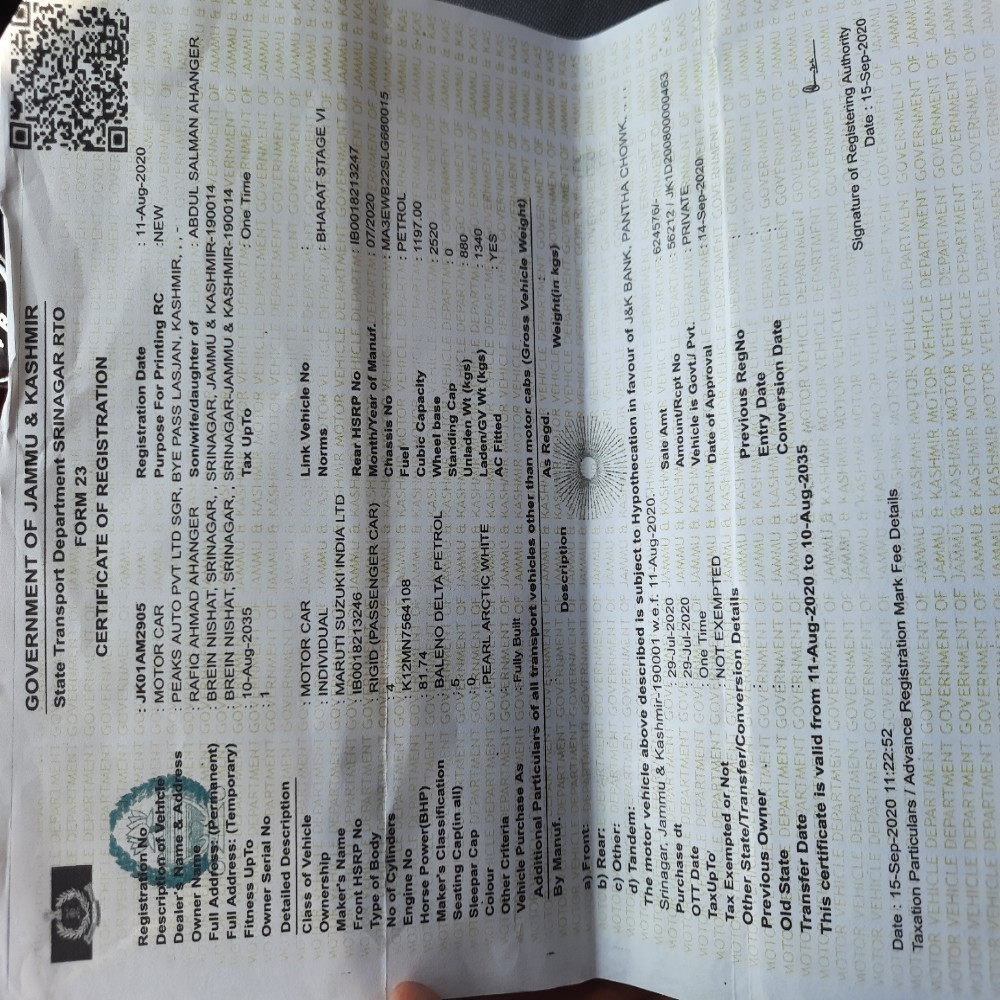 GOVERNMENT OF JAMMU & KASHMIR
State Transport Department SRINAGAR RTO
FORM 23
CERTIFICATE OF REGISTRATION
Registration No : JK01AM2905 Registration Date : 11-Aug-2020
Description of Vehicle : MOTOR CAR Purpose For Printing RC :NEW
Dealer's Name & Address PEAKS AUTO PVT LTD SGR, BYE PASS LASJAN, KASHMIR, , , -
Owner Name : RAFIQ AHMAD AHANGER Son/wife/daughter of : ABDUL SALMAN AHANGER
Full Address: (Permanent) BREIN NISHAT, SRINAGAR, , SRINAGAR, JAMMU & KASHMIR-190014
Full Address: (Temporary) BREIN NISHAT, SRINAGAR, , SRINAGAR-JAMMU & KASHMIR-190014
Fitness UpTo : 10-Aug-2035 Tax UpTo : One Time
Owner Serial No : 1
Detailed Description
Class of Vehicle : MOTOR CAR Link Vehicle No :
Ownership : INDIVIDUAL Norms : BHARAT STAGE VI
Maker's Name : MARUTI SUZUKI INDIA LTD
Front HSRP No : IB0018213246 Rear HSRP No : IB0018213247
Type of Body RIGID (PASSENGER CAR) Month/Year of Manuf. : 07/2020
No of Cylinders : 4 Chassis No : MA3EWB22SLG680015
Engine No : K12MN7564108 Fuel : PETROL
Horse Power(BHP) : 81.74 Cubic Capacity : 1197.00
Maker's Classification : BALENO DELTA PETROL Wheel base : 2520
Seating Cap(in all) : 5 Standing Cap : 0
Sleepar Cap : 0 Unladen Wt (kgs) : 880
Colour : PEARL ARCTIC WHITE Laden/GV Wt (kgs) : 1340
Other Criteria : AC Fitted : YES
Vehicle Purchase As : Fully Built
Additional Particulars of all transport vehicles other than motor cabs (Gross Vehicle Weight)
By Manuf. : As Regd. :
Description Weight(in kgs)
a) Front:
b) Rear:
c) Other:
d) Tandem:
The motor vehicle above described is subject to Hypothecation in favour of J&K BANK, PANTHA CHOWK, , , ,
Srinagar, Jammu & Kashmir-190001 w.e.f. 11-Aug-2020.
Purchase dt : 29-Jul-2020 Sale Amt : 624576/-
OTT Date : 29-Jul-2020 Amount/Rcpt No : 56212 / JK1D20080000000463
TaxUpTo : One Time Vehicle is Govt./ Pvt. : PRIVATE
Tax Exempted or Not : NOT EXEMPTED Date of Approval : 14-Sep-2020
Other State/Transfer/Conversion Details
Previous Owner : Previous RegNo :
Old State : Entry Date :
Transfer Date : Conversion Date :
This certificate is valid from 11-Aug-2020 to 10-Aug-2035
Signature of Registering Authority
Date : 15-Sep-2020
Date : 15-Sep-2020 11:22:52
Taxation Particulars / Advance Registration Mark Fee Details